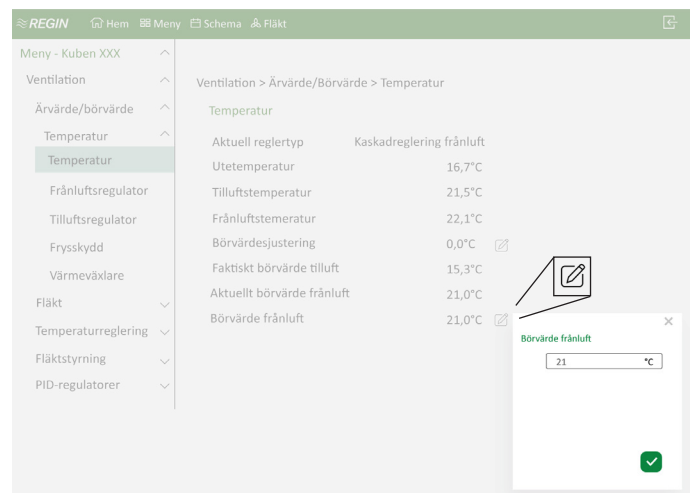 REGIN Hem Meny Schema Fläkt
Meny - Kuben XXX
Ventilation
Ärvärde/börvärde
Temperatur
Temperatur
Frånluftsregulator
Tilluftsregulator
Frysskydd
Värmeväxlare
Fläkt
Temperaturreglering
Fläktstyrning
PID-regulatorer
Ventilation > Ärvärde/Börvärde > Temperatur
Temperatur
Aktuell reglertyp Kaskadreglering frånluft
Utetemperatur 16,7°C
Tilluftstemperatur 21,5°C
Frånluftstemeratur 22,1°C
Börvärdesjustering 0,0°C
Faktiskt börvärde tilluft 15,3°C
Aktuellt börvärde frånluft 21,0°C
Börvärde frånluft 21,0°C
Börvärde frånluft
21 °C